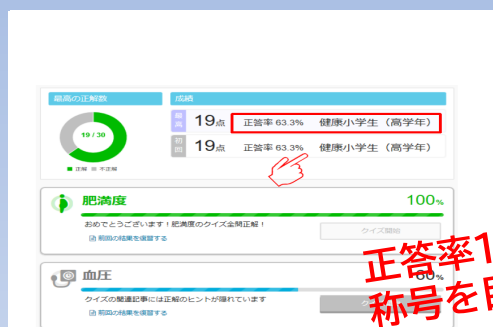 最高の正解数
成績
19 / 30
■ 正解 ■ 不正解
最高 19点 正答率 63.3% 健康小学生（高学年）
初回 19点 正答率 63.3% 健康小学生（高学年）
肥満度 100%
おめでとうございます！肥満度のクイズ全問正解！
前回の結果を復習する
クイズ開始
血圧 80%
クイズの関連記事には正解のヒントが隠れています
前回の結果を復習する
正答率1
称号を目